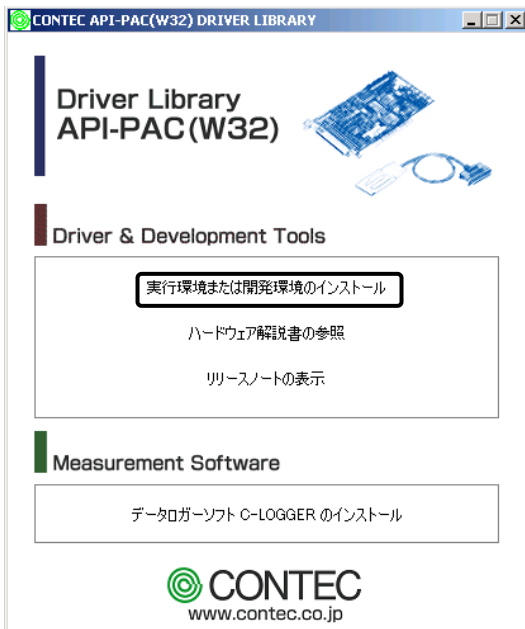 CONTEC API-PAC(W32) DRIVER LIBRARY
Driver Library
API-PAC(W32)
Driver & Development Tools
実行環境または開発環境のインストール
ハードウェア解説書の参照
リリースノートの表示
Measurement Software
データロガーソフト C-LOGGER のインストール
CONTEC
www.contec.co.jp